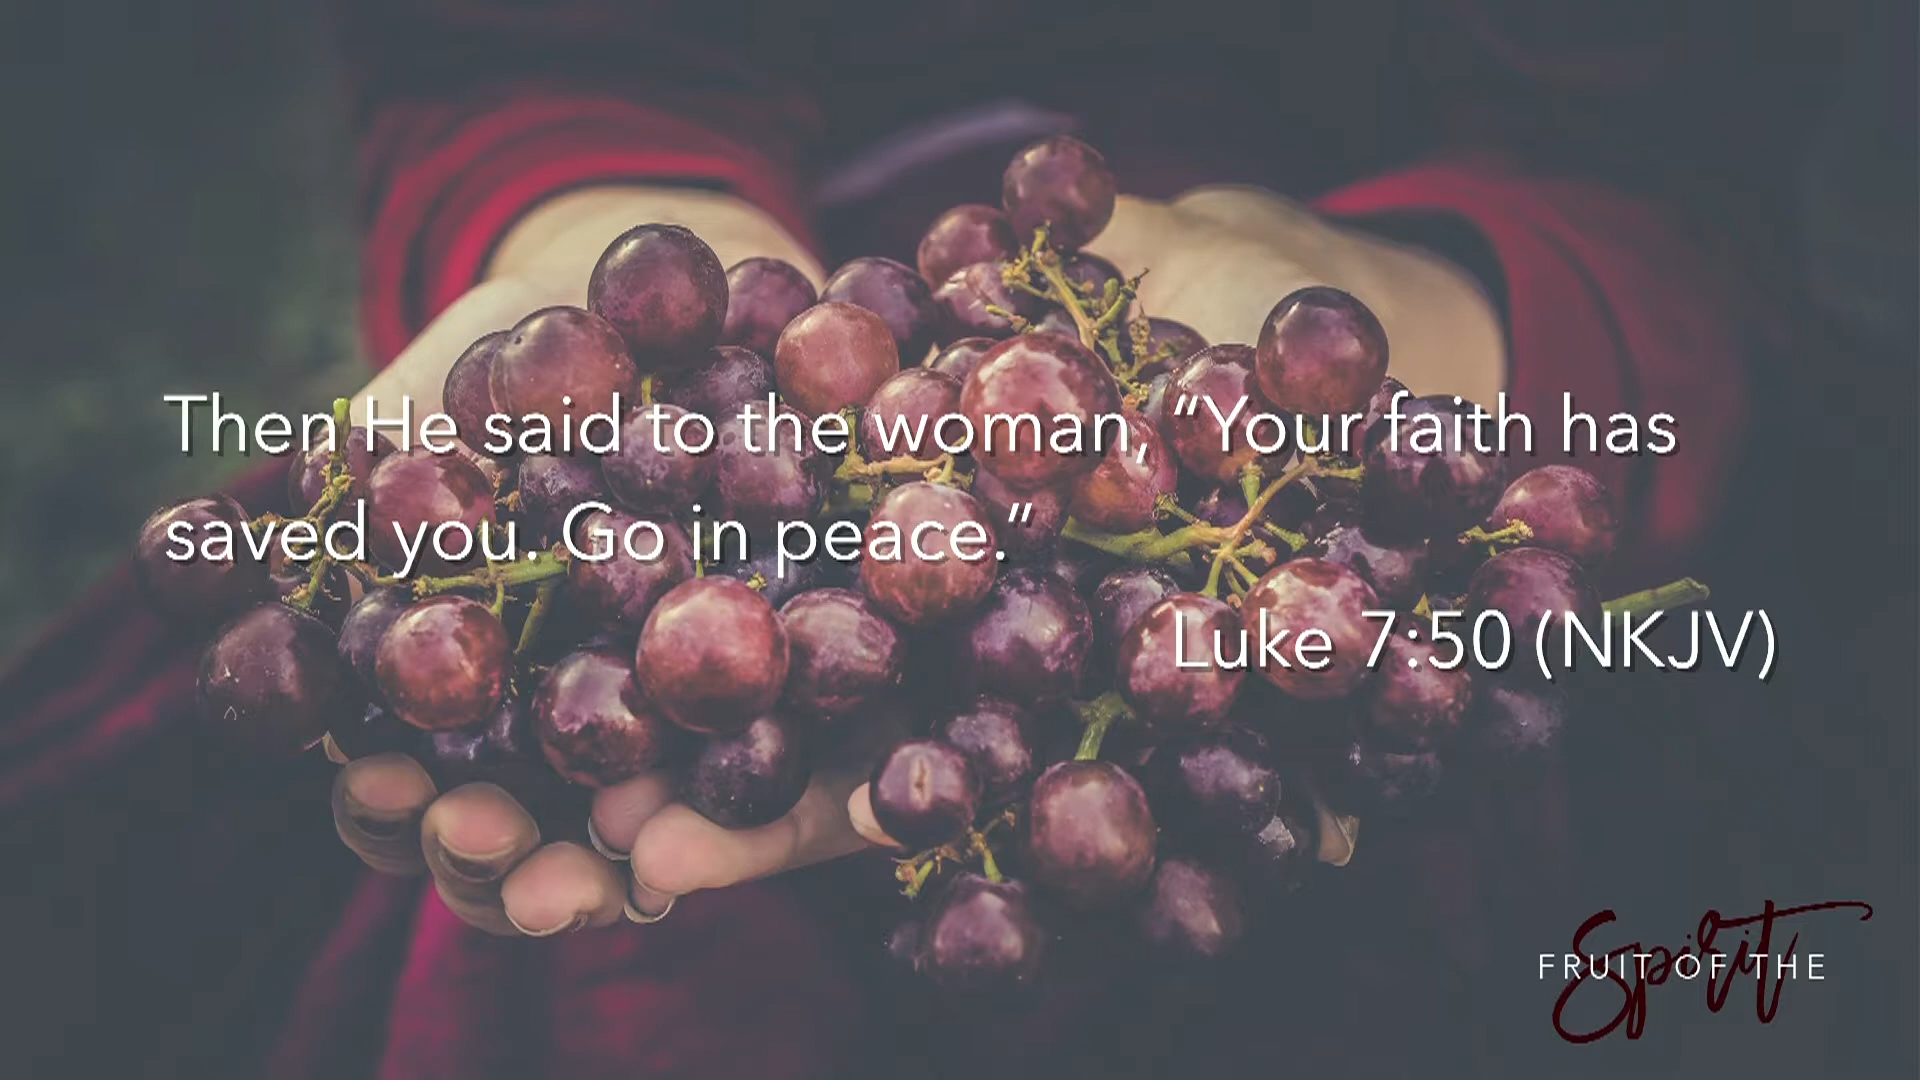 Then He said to the woman, “Your faith has
saved you. Go in peace.”
Luke 7:50 (NKJV)
FRUIT OF THE
Spirit